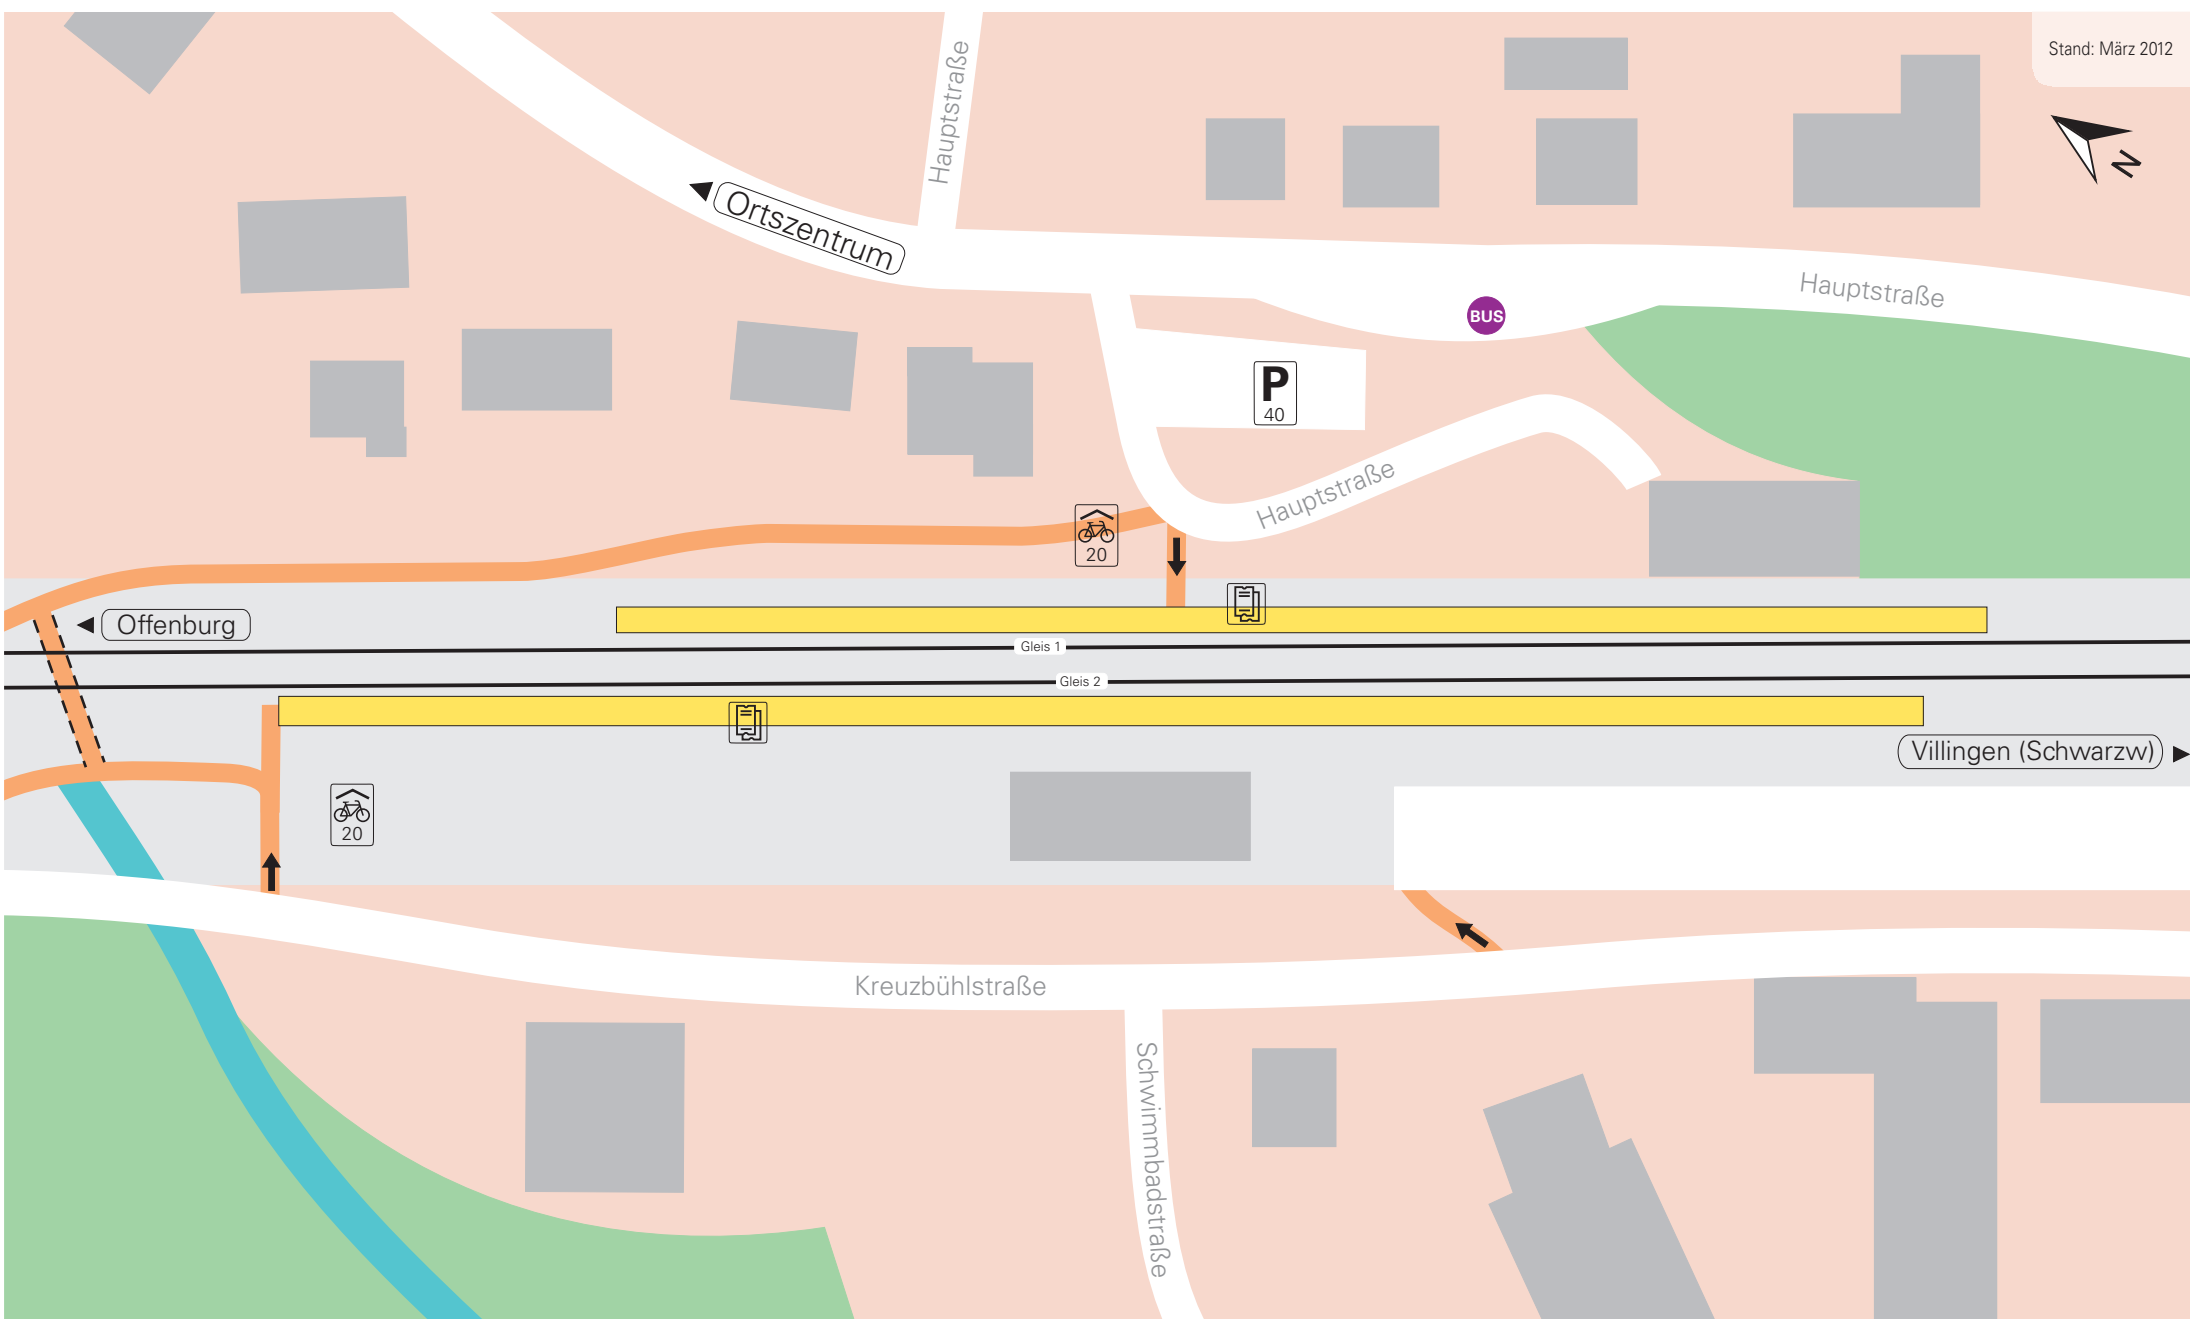 Stand: März 2012
N
Hauptstraße
Ortszentrum
Hauptstraße
BUS
P
40
Hauptstraße
20
Offenburg
Gleis 1
Gleis 2
Villingen (Schwarzw)
20
Kreuzbühlstraße
Schwimmbadstraße